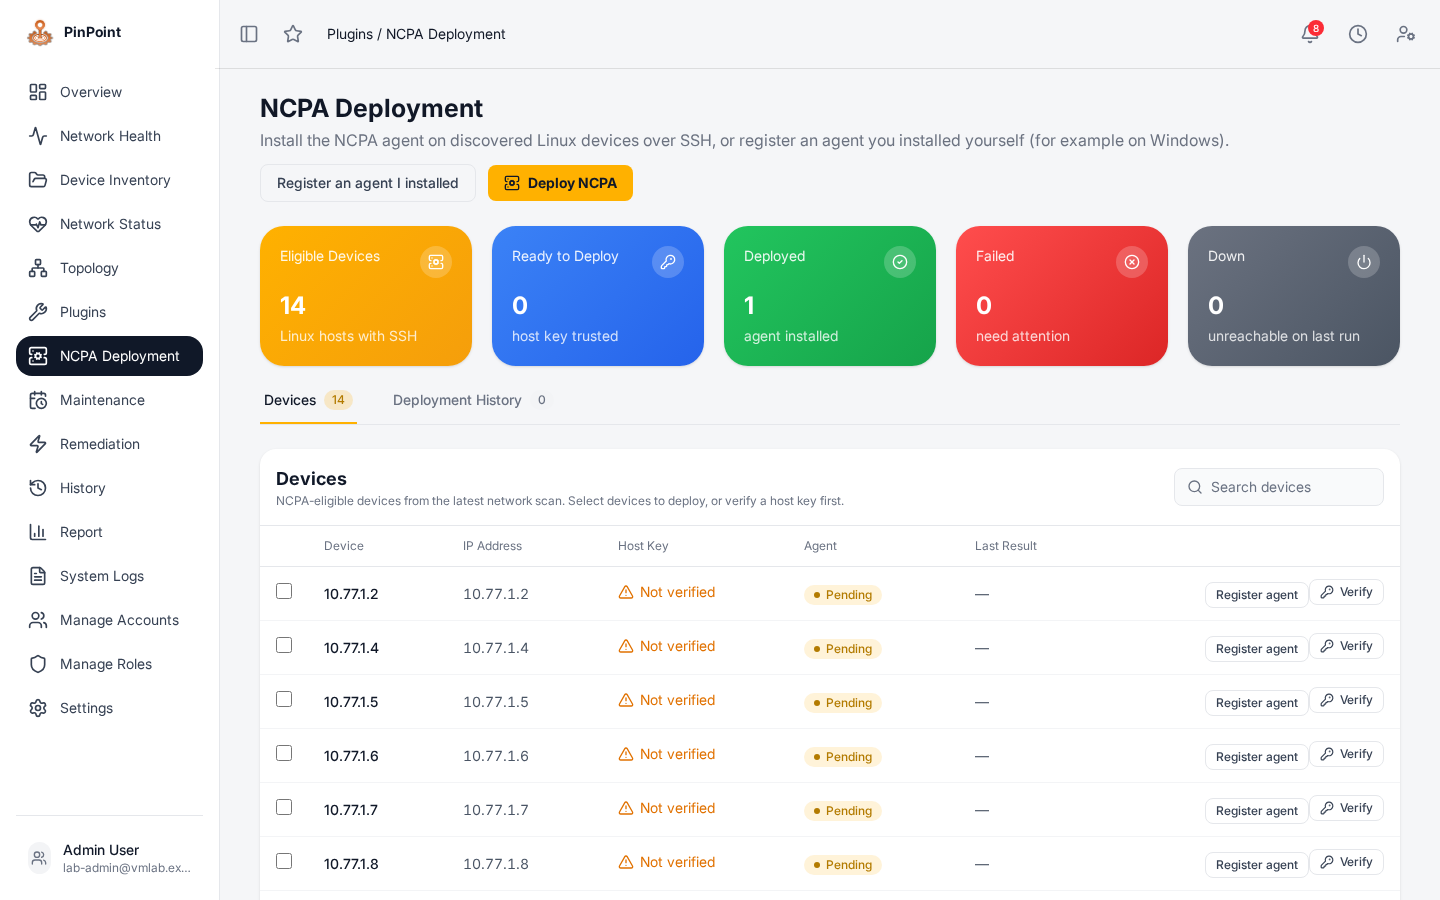 PinPoint
Plugins / NCPA Deployment
8
Overview
Network Health
Device Inventory
Network Status
Topology
Plugins
NCPA Deployment
Maintenance
Remediation
History
Report
System Logs
Manage Accounts
Manage Roles
Settings
Admin User
lab-admin@vmlab.ex...
NCPA Deployment
Install the NCPA agent on discovered Linux devices over SSH, or register an agent you installed yourself (for example on Windows).
Register an agent I installed
Deploy NCPA
Eligible Devices
14
Linux hosts with SSH
Ready to Deploy
0
host key trusted
Deployed
1
agent installed
Failed
0
need attention
Down
0
unreachable on last run
Devices 14
Deployment History 0
Devices
NCPA-eligible devices from the latest network scan. Select devices to deploy, or verify a host key first.
Search devices
Device IP Address Host Key Agent Last Result
10.77.1.2 10.77.1.2 Not verified Pending — Register agent Verify
10.77.1.4 10.77.1.4 Not verified Pending — Register agent Verify
10.77.1.5 10.77.1.5 Not verified Pending — Register agent Verify
10.77.1.6 10.77.1.6 Not verified Pending — Register agent Verify
10.77.1.7 10.77.1.7 Not verified Pending — Register agent Verify
10.77.1.8 10.77.1.8 Not verified Pending — Register agent Verify